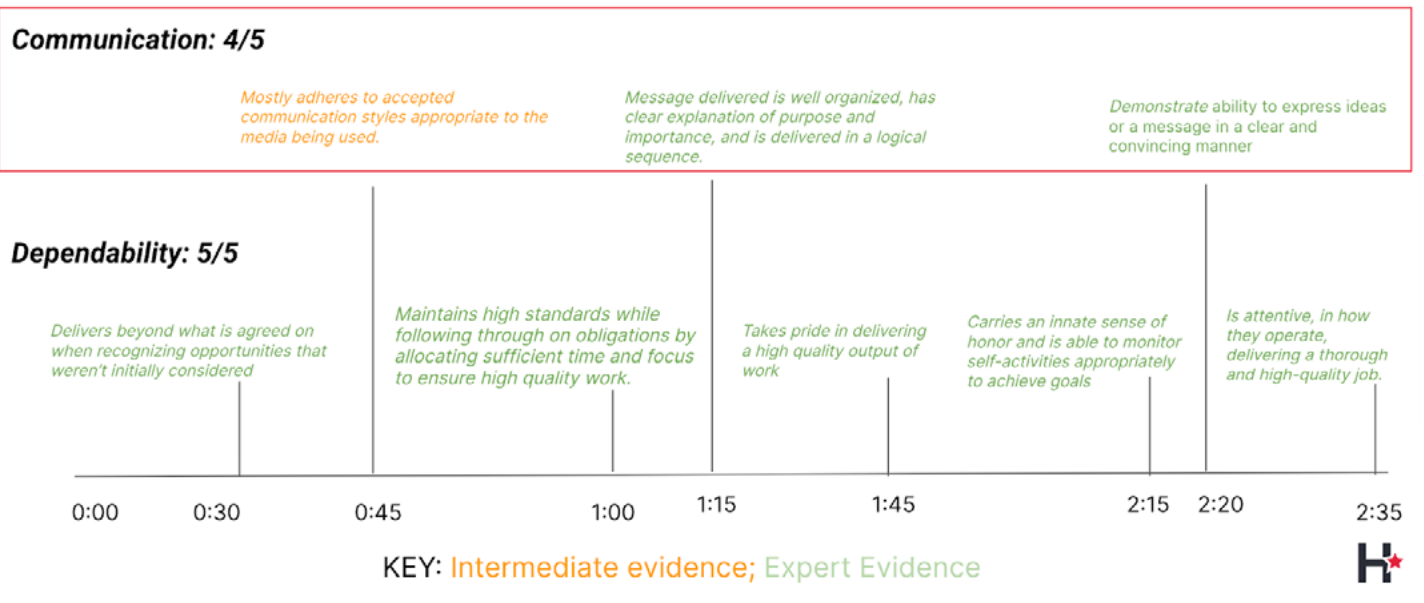 Communication: 4/5
Mostly adheres to accepted
communication styles appropriate to the
media being used.
Message delivered is well organized, has
clear explanation of purpose and
importance, and is delivered in a logical
sequence.
Demonstrate ability to express ideas
or a message in a clear and
convincing manner
Dependability: 5/5
Delivers beyond what is agreed on
when recognizing opportunities that
weren't initially considered
Maintains high standards while
following through on obligations by
allocating sufficient time and focus
to ensure high quality work.
Takes pride in delivering
a high quality output of
work
Carries an innate sense of
honor and is able to monitor
self-activities appropriately
to achieve goals
Is attentive, in how
they operate,
delivering a thorough
and high-quality job.
0:00
0:30
0:45
1:00
1:15
1:45
2:15
2:20
2:35
KEY: Intermediate evidence; Expert Evidence
H